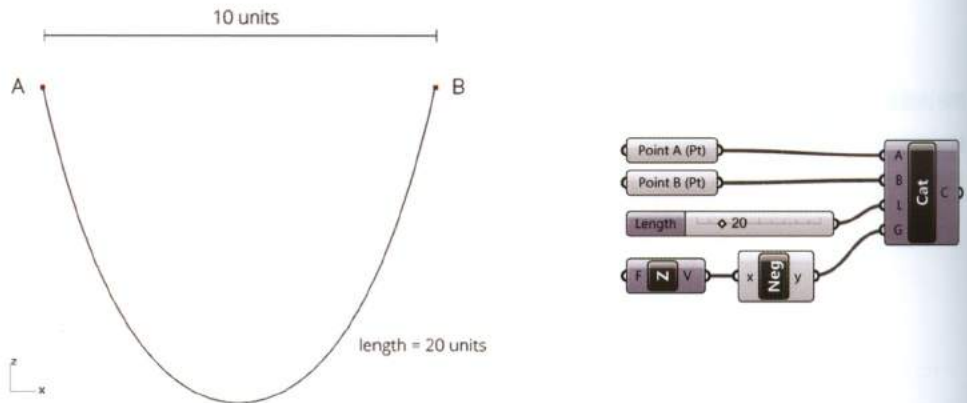 10 units
A
B
length = 20 units
z
x
Point A (Pt)
Point B (Pt)
Length
20
F
Z
V
x
Neg
y
A
B
L
G
Cat
C